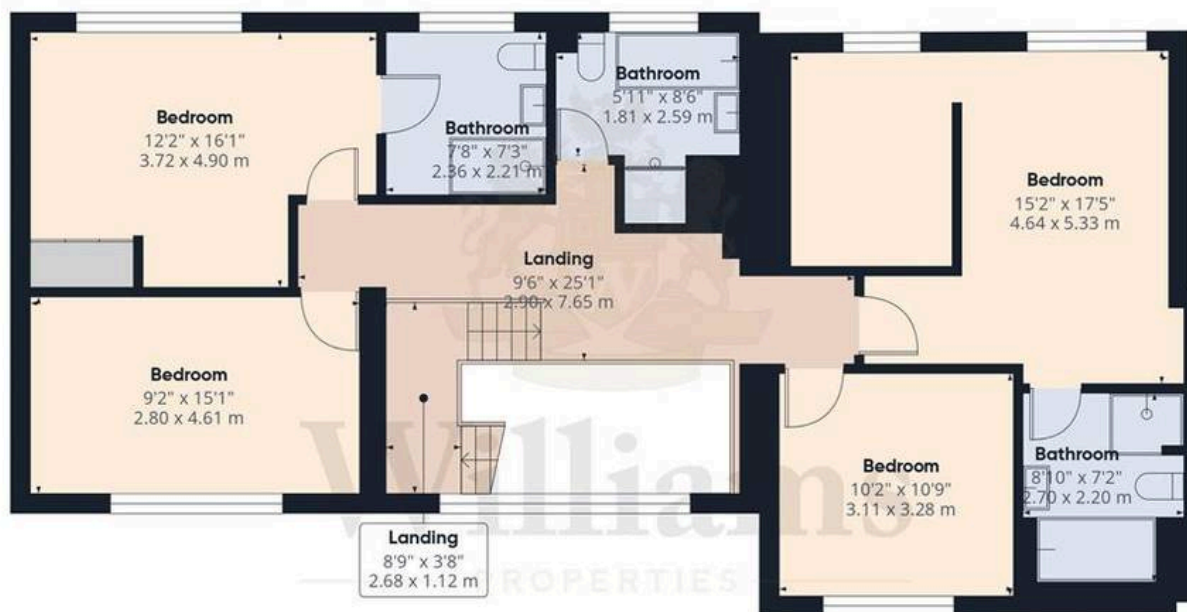 Bedroom
12'2" x 16'1"
3.72 x 4.90 m
Bathroom
7'8" x 7'3"
2.36 x 2.21 m
Bathroom
5'11" x 8'6"
1.81 x 2.59 m
Bedroom
15'2" x 17'5"
4.64 x 5.33 m
Landing
9'6" x 25'1"
2.90 x 7.65 m
Bedroom
9'2" x 15'1"
2.80 x 4.61 m
Bedroom
10'2" x 10'9"
3.11 x 3.28 m
Bathroom
8'10" x 7'2"
2.70 x 2.20 m
Landing
8'9" x 3'8"
2.68 x 1.12 m
Williams
PROPERTIES